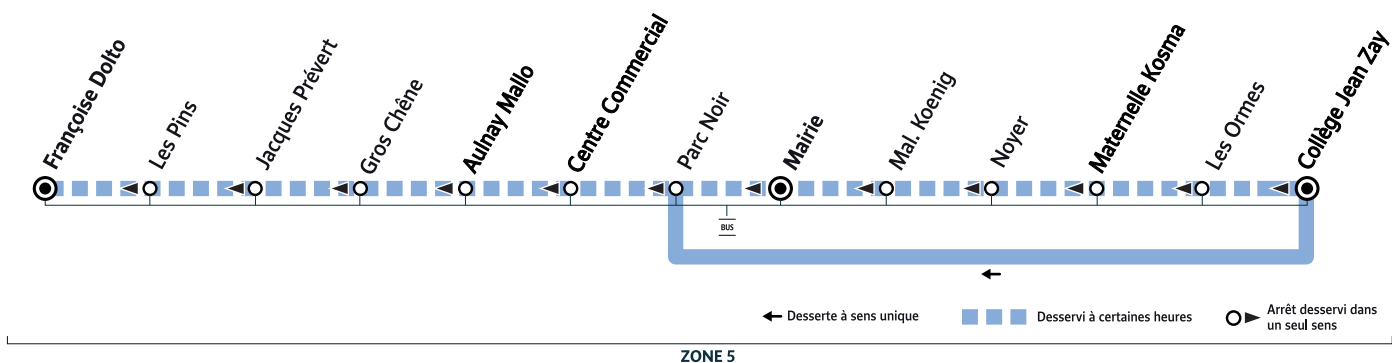 Françoise Dolto
Les Pins
Jacques Prévert
Gros Chêne
Aulnay Mallo
Centre Commercial
Parc Noir
Mairie
Mal. Koenig
Noyer
Maternelle Kosma
Les Ormes
Collège Jean Zay
BUS
Desserte à sens unique
Desservi à certaines heures
Arrêt desservi dans
un seul sens
ZONE 5